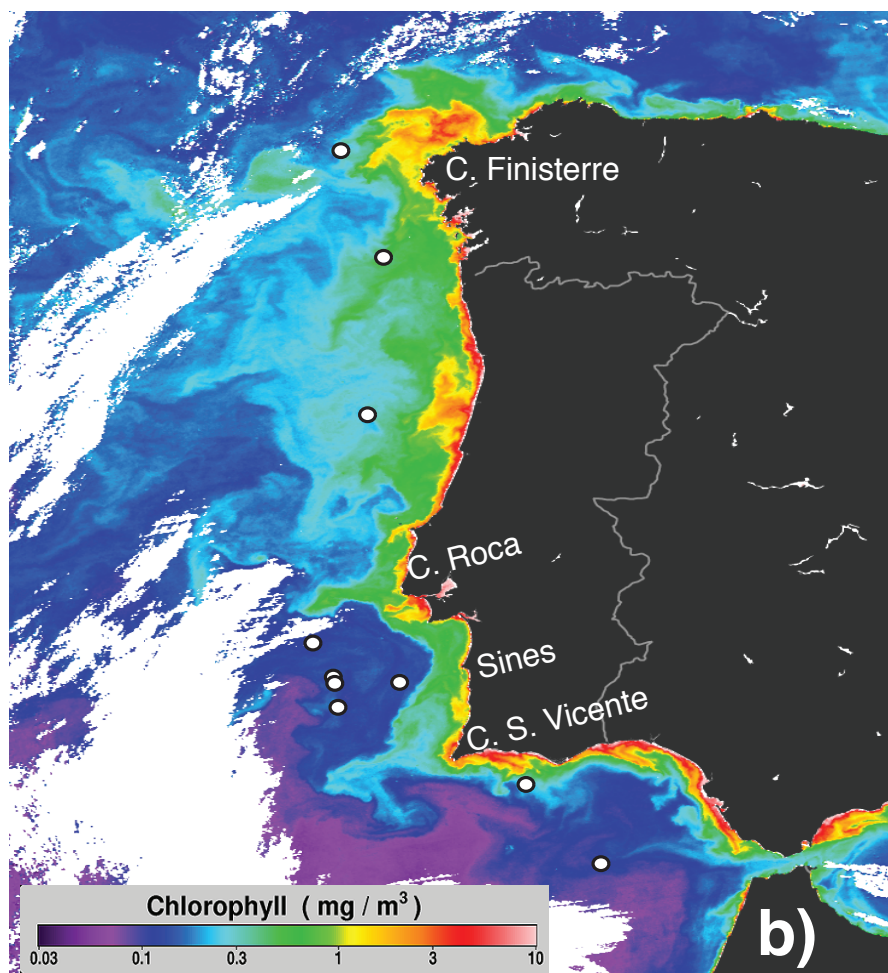 C. Finisterre
C. Roca
Sines
C. S. Vicente
Chlorophyll ( mg / m³ )
0.03 0.1 0.3 1 3 10
b)